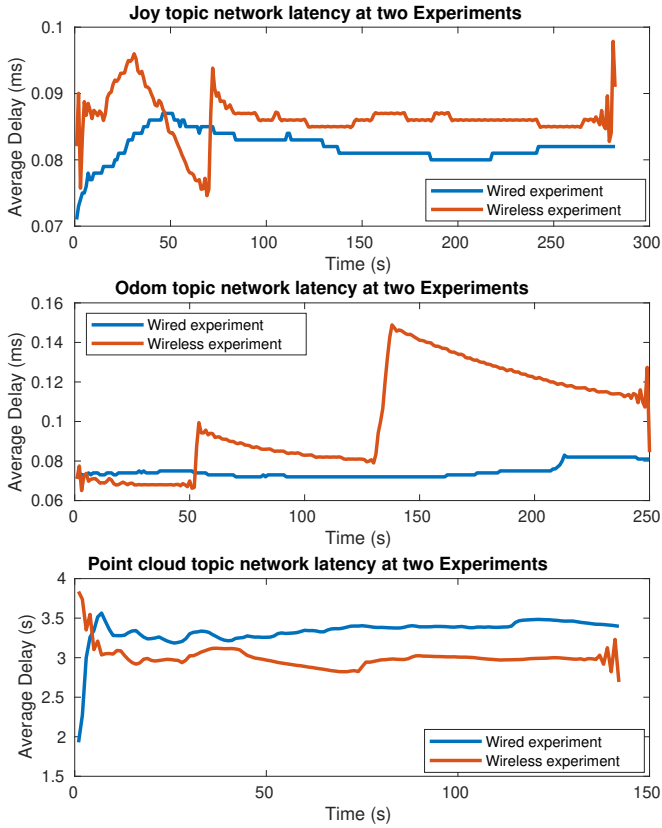 Joy topic network latency at two Experiments
0.1
0.09
0.08
0.07
Average Delay (ms)
Wired experiment
Wireless experiment
0 50 100 150 200 250 300
Time (s)
Odom topic network latency at two Experiments
0.16
0.14
0.12
0.1
0.08
0.06
Average Delay (ms)
Wired experiment
Wireless experiment
0 50 100 150 200 250
Time (s)
Point cloud topic network latency at two Experiments
4
3.5
3
2.5
2
1.5
Average Delay (s)
Wired experiment
Wireless experiment
0 50 100 150
Time (s)